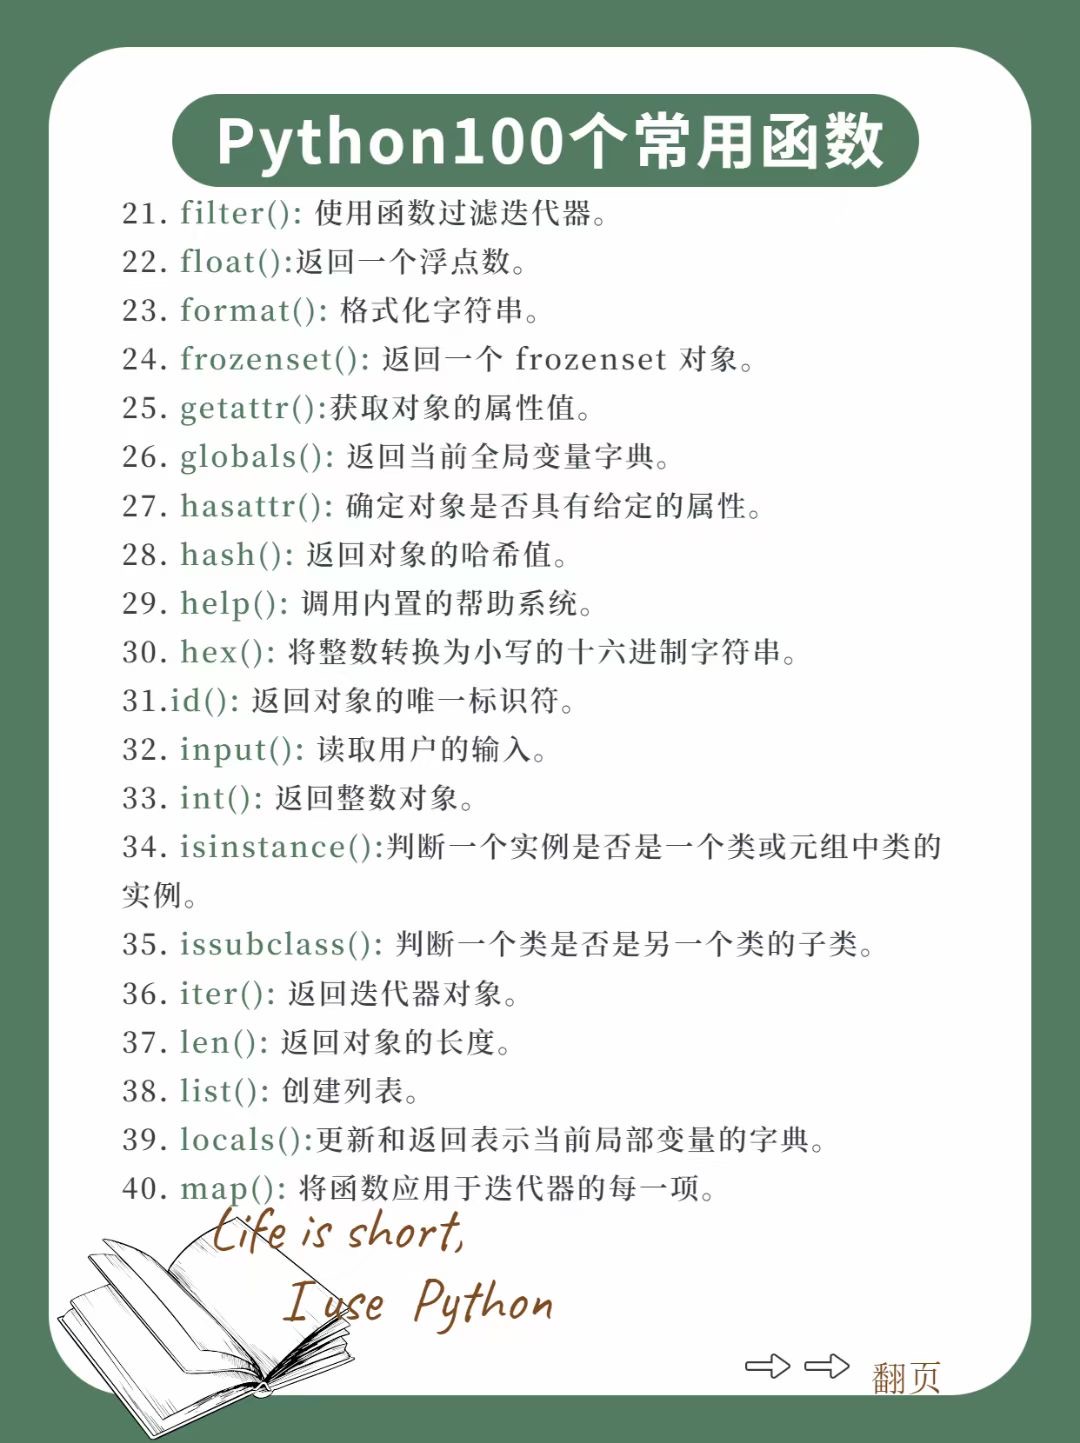 Python100个常用函数
21. filter(): 使用函数过滤迭代器。
22. float():返回一个浮点数。
23. format(): 格式化字符串。
24. frozenset(): 返回一个 frozenset 对象。
25. getattr():获取对象的属性值。
26. globals(): 返回当前全局变量字典。
27. hasattr(): 确定对象是否具有给定的属性。
28. hash(): 返回对象的哈希值。
29. help(): 调用内置的帮助系统。
30. hex(): 将整数转换为小写的十六进制字符串。
31.id(): 返回对象的唯一标识符。
32. input(): 读取用户的输入。
33. int(): 返回整数对象。
34. isinstance():判断一个实例是否是一个类或元组中类的
实例。
35. issubclass(): 判断一个类是否是另一个类的子类。
36. iter(): 返回迭代器对象。
37. len(): 返回对象的长度。
38. list(): 创建列表。
39. locals():更新和返回表示当前局部变量的字典。
40. map(): 将函数应用于迭代器的每一项。
Life is short,
I use Python
翻页